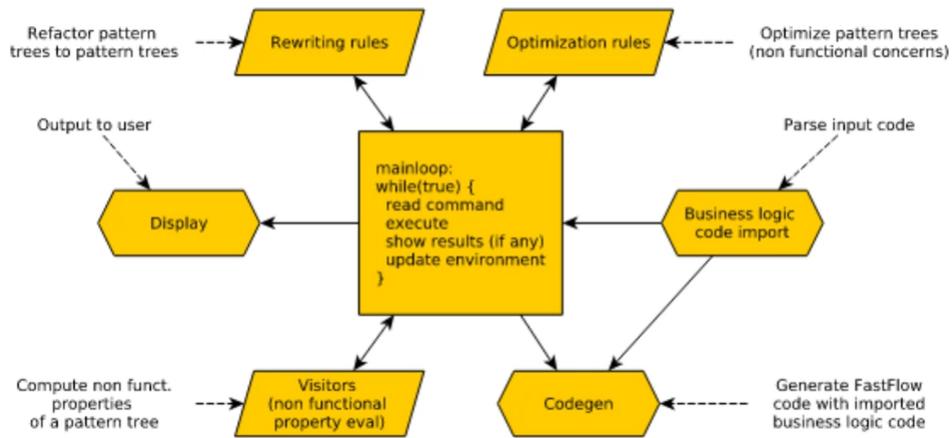 Refactor pattern
trees to pattern trees
Rewriting rules
Optimization rules
Optimize pattern trees
(non functional concerns)
Output to user
Parse input code
mainloop:
while(true) {
read command
execute
show results (if any)
update environment
}
Display
Business logic
code import
Compute non funct.
properties
of a pattern tree
Visitors
(non functional
property eval)
Codegen
Generate FastFlow
code with imported
business logic code